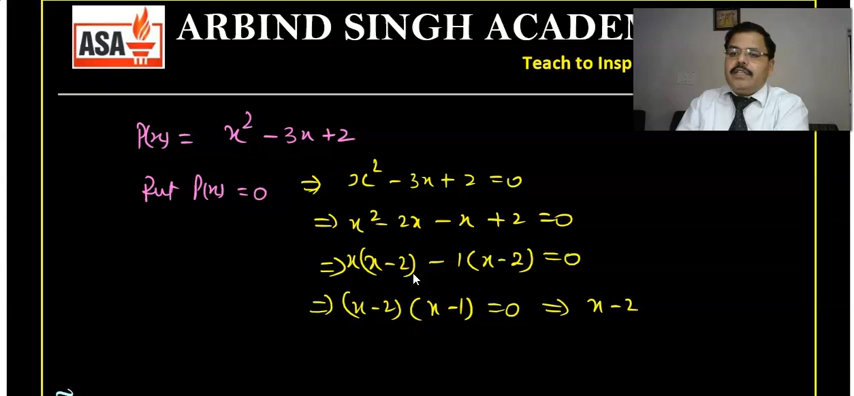 ASA
ARBIND SINGH ACADEM
Teach to Insp
P(x) = x² - 3x + 2
Put P(x) = 0 ⇒ x² - 3x + 2 = 0
⇒ x² - 2x - x + 2 = 0
⇒ x(x-2) - 1(x-2) = 0
⇒ (x-2)(x-1) = 0 ⇒ x-2